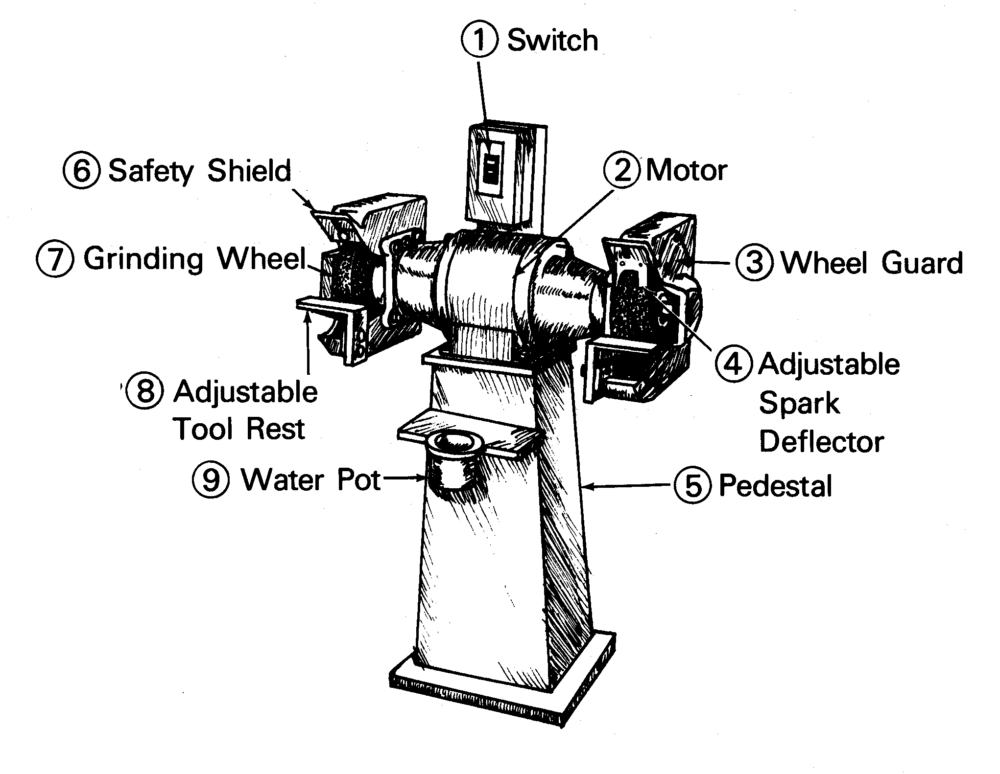 ① Switch
② Motor
③ Wheel Guard
④ Adjustable
Spark
Deflector
⑤ Pedestal
⑥ Safety Shield
⑦ Grinding Wheel
⑧ Adjustable
Tool Rest
⑨ Water Pot